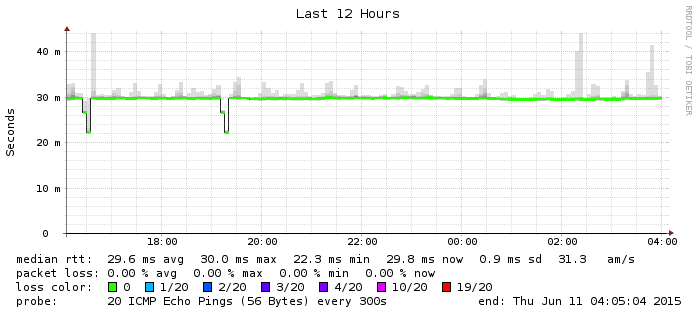 Last 12 Hours
RRDTOOL / TOBI OETIKER
Seconds
40 m
30 m
20 m
10 m
0
18:00 20:00 22:00 00:00 02:00 04:00
median rtt: 29.6 ms avg 30.0 ms max 22.3 ms min 29.8 ms now 0.9 ms sd 31.3 am/s
packet loss: 0.00 % avg 0.00 % max 0.00 % min 0.00 % now
loss color: 0 1/20 2/20 3/20 4/20 10/20 19/20
probe: 20 ICMP Echo Pings (56 Bytes) every 300s end: Thu Jun 11 04:05:04 2015